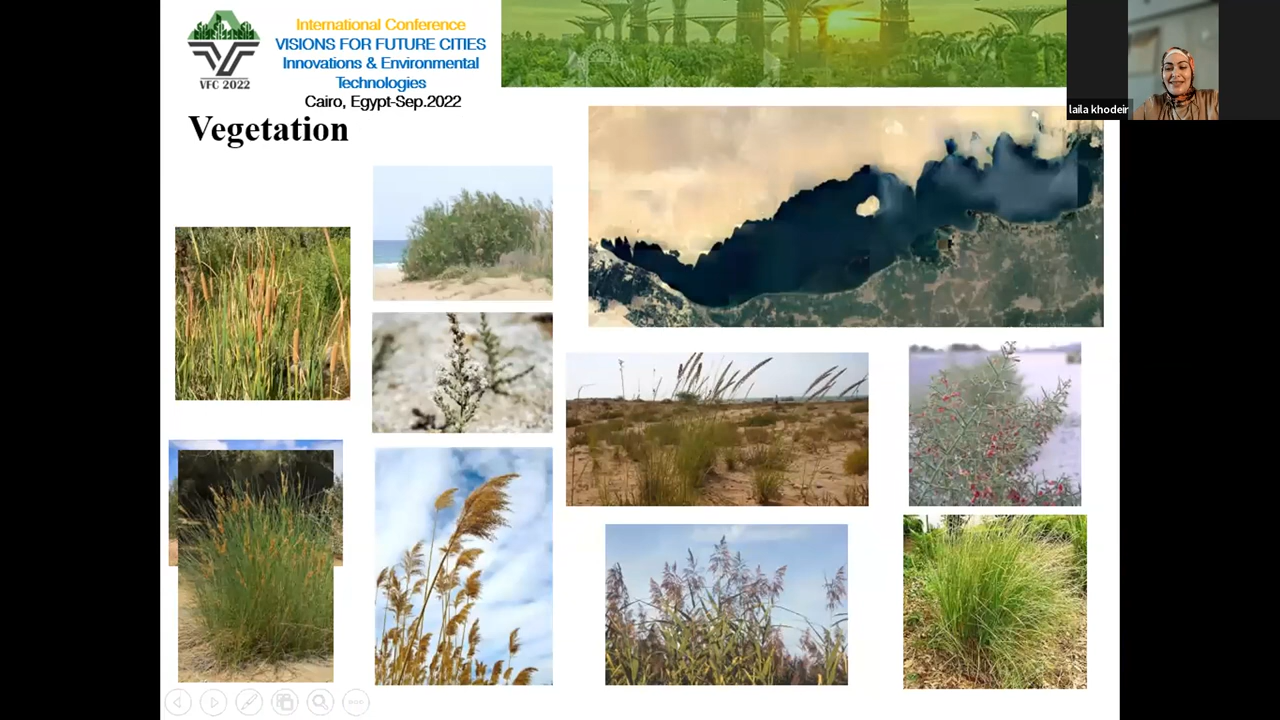 International Conference
VISIONS FOR FUTURE CITIES
Innovations & Environmental
Technologies
Cairo, Egypt-Sep.2022
VFC 2022
Vegetation
laila khodeir